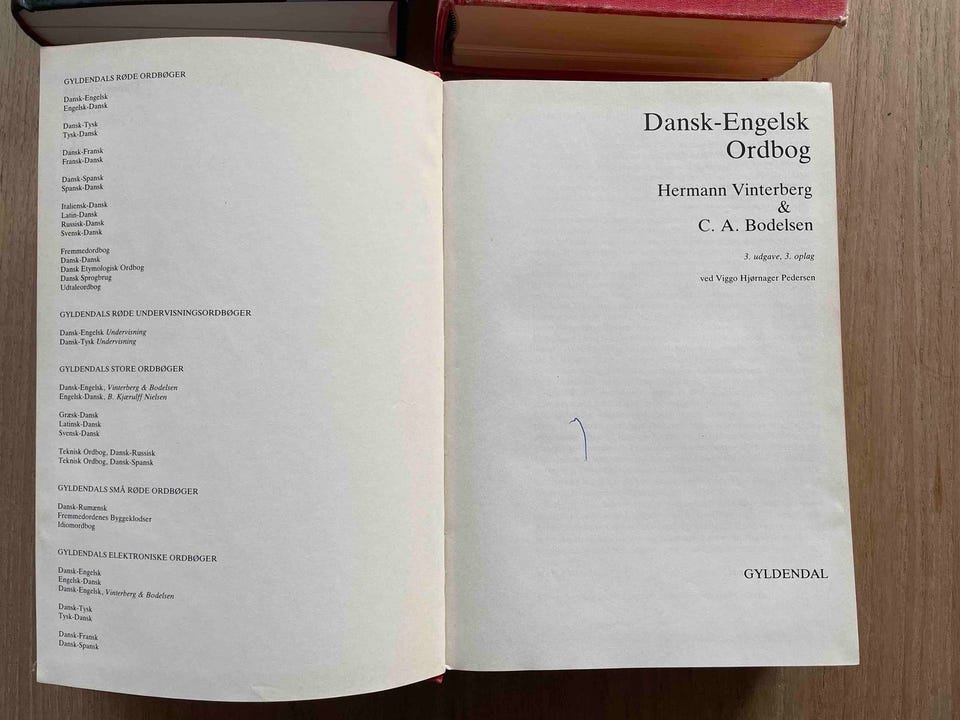 GYLDENDALS RØDE ORDBØGER
Dansk-Engelsk
Engelsk-Dansk
Dansk-Tysk
Tysk-Dansk
Dansk-Fransk
Fransk-Dansk
Dansk-Spansk
Spansk-Dansk
Italiensk-Dansk
Latin-Dansk
Russisk-Dansk
Svensk-Dansk
Fremmedordbog
Dansk-Dansk
Dansk Etymologisk Ordbog
Dansk Sprogbrug
Udtaleordbog
GYLDENDALS RØDE UNDERVISNINGSORDBØGER
Dansk-Engelsk Undervisning
Dansk-Tysk Undervisning
GYLDENDALS STORE ORDBØGER
Dansk-Engelsk, Vinterberg & Bodelsen
Engelsk-Dansk, B. Kjærulff Nielsen
Græsk-Dansk
Latinsk-Dansk
Svensk-Dansk
Teknisk Ordbog, Dansk-Russisk
Teknisk Ordbog, Dansk-Spansk
GYLDENDALS SMÅ RØDE ORDBØGER
Dansk-Rumænsk
Fremmedordenes Byggeklodser
Idiomordbog
GYLDENDALS ELEKTRONISKE ORDBØGER
Dansk-Engelsk
Engelsk-Dansk
Dansk-Engelsk, Vinterberg & Bodelsen
Dansk-Tysk
Tysk-Dansk
Dansk-Fransk
Dansk-Spansk
Dansk-Engelsk
Ordbog
Hermann Vinterberg
&
C. A. Bodelsen
3. udgave, 3. oplag
ved Viggo Hjørnager Pedersen
GYLDENDAL